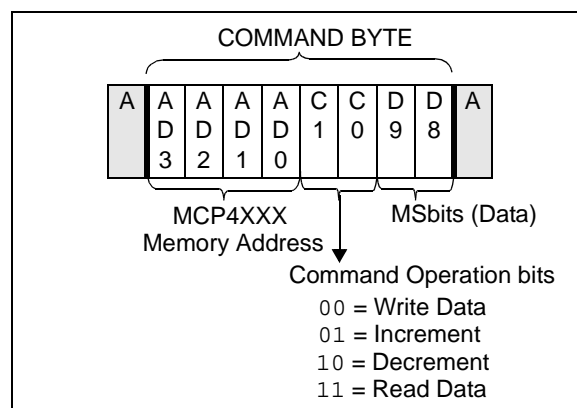 COMMAND BYTE
A A A A A C C D D A
D D D D 1 0 9 8
3 2 1 0
MCP4XXX
Memory Address
MSbits (Data)
Command Operation bits
00 = Write Data
01 = Increment
10 = Decrement
11 = Read Data